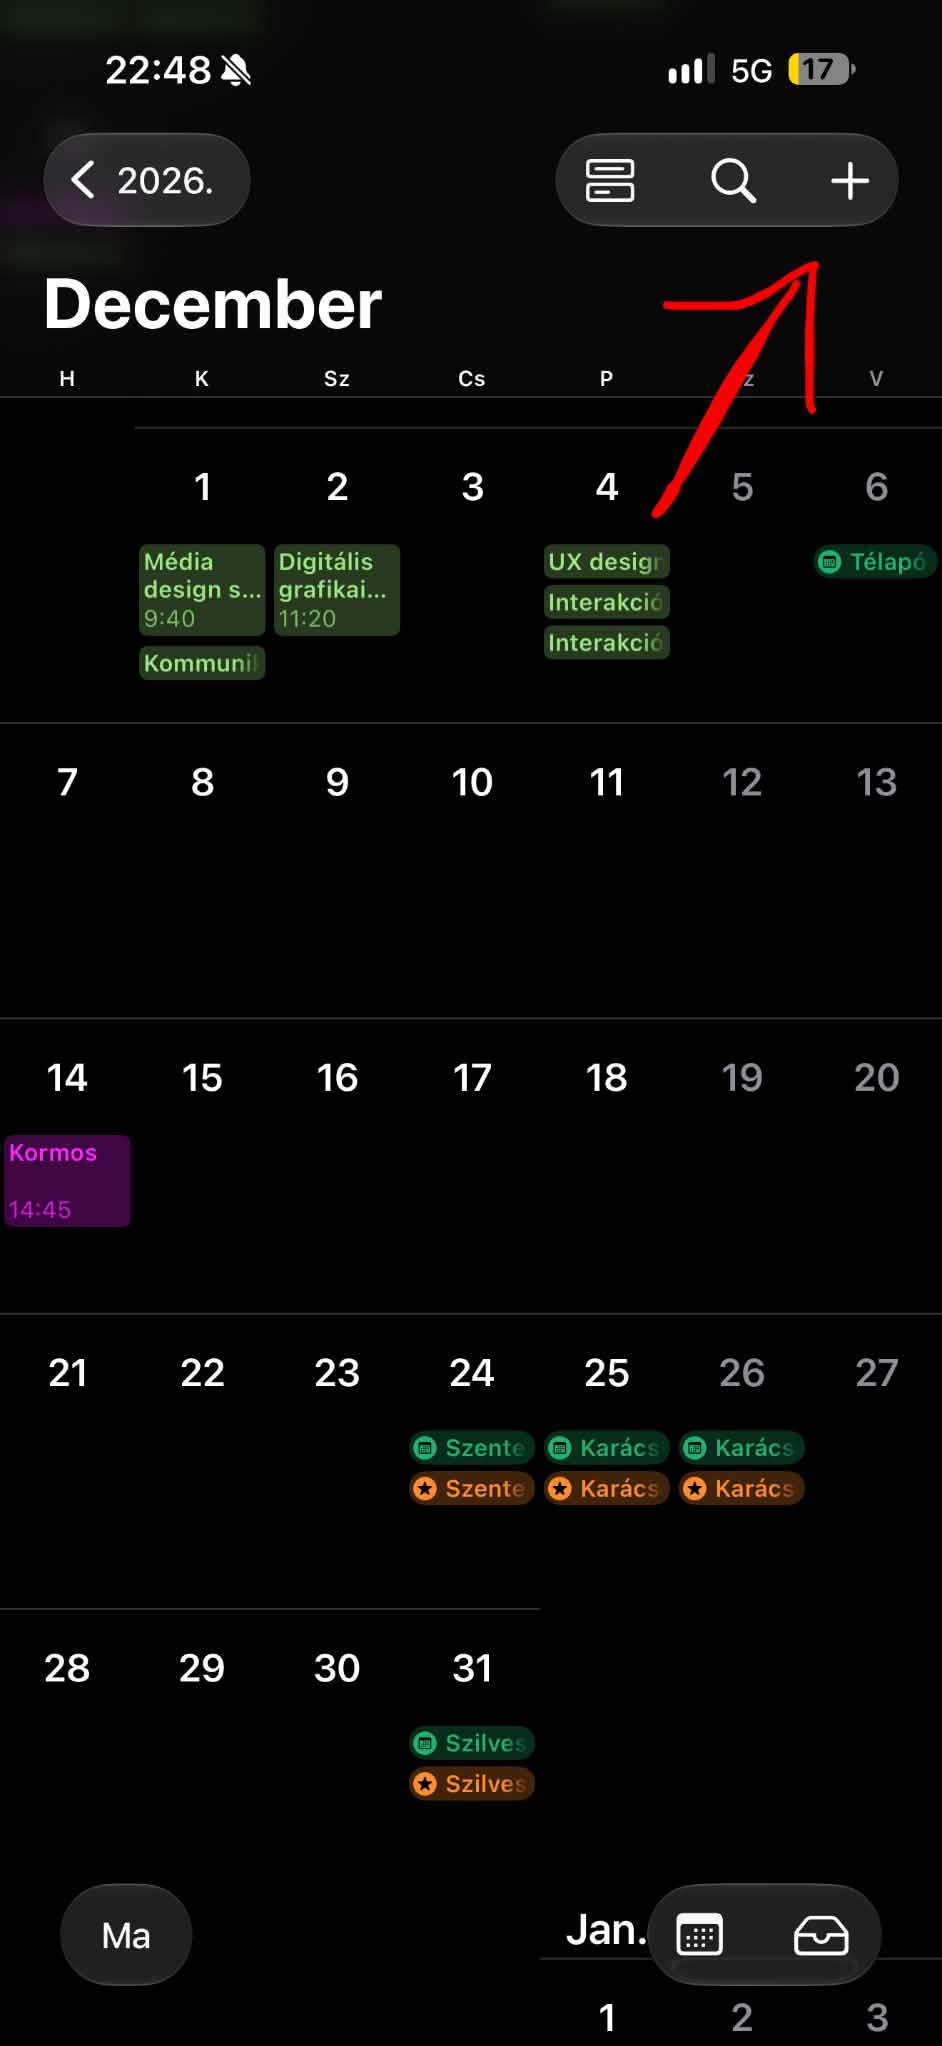 22:48 5G 17
2026.
December
H K Sz Cs P z V
1 2 3 4 5 6
Média design s... 9:40
Kommuni
Digitális grafikai... 11:20
UX design
Interakció
Interakció
Télapó
7 8 9 10 11 12 13
14 15 16 17 18 19 20
Kormos
14:45
21 22 23 24 25 26 27
Szente Karács Karács
Szente Karács Karács
28 29 30 31
Szilves
Szilves
Ma
Jan.
1 2 3